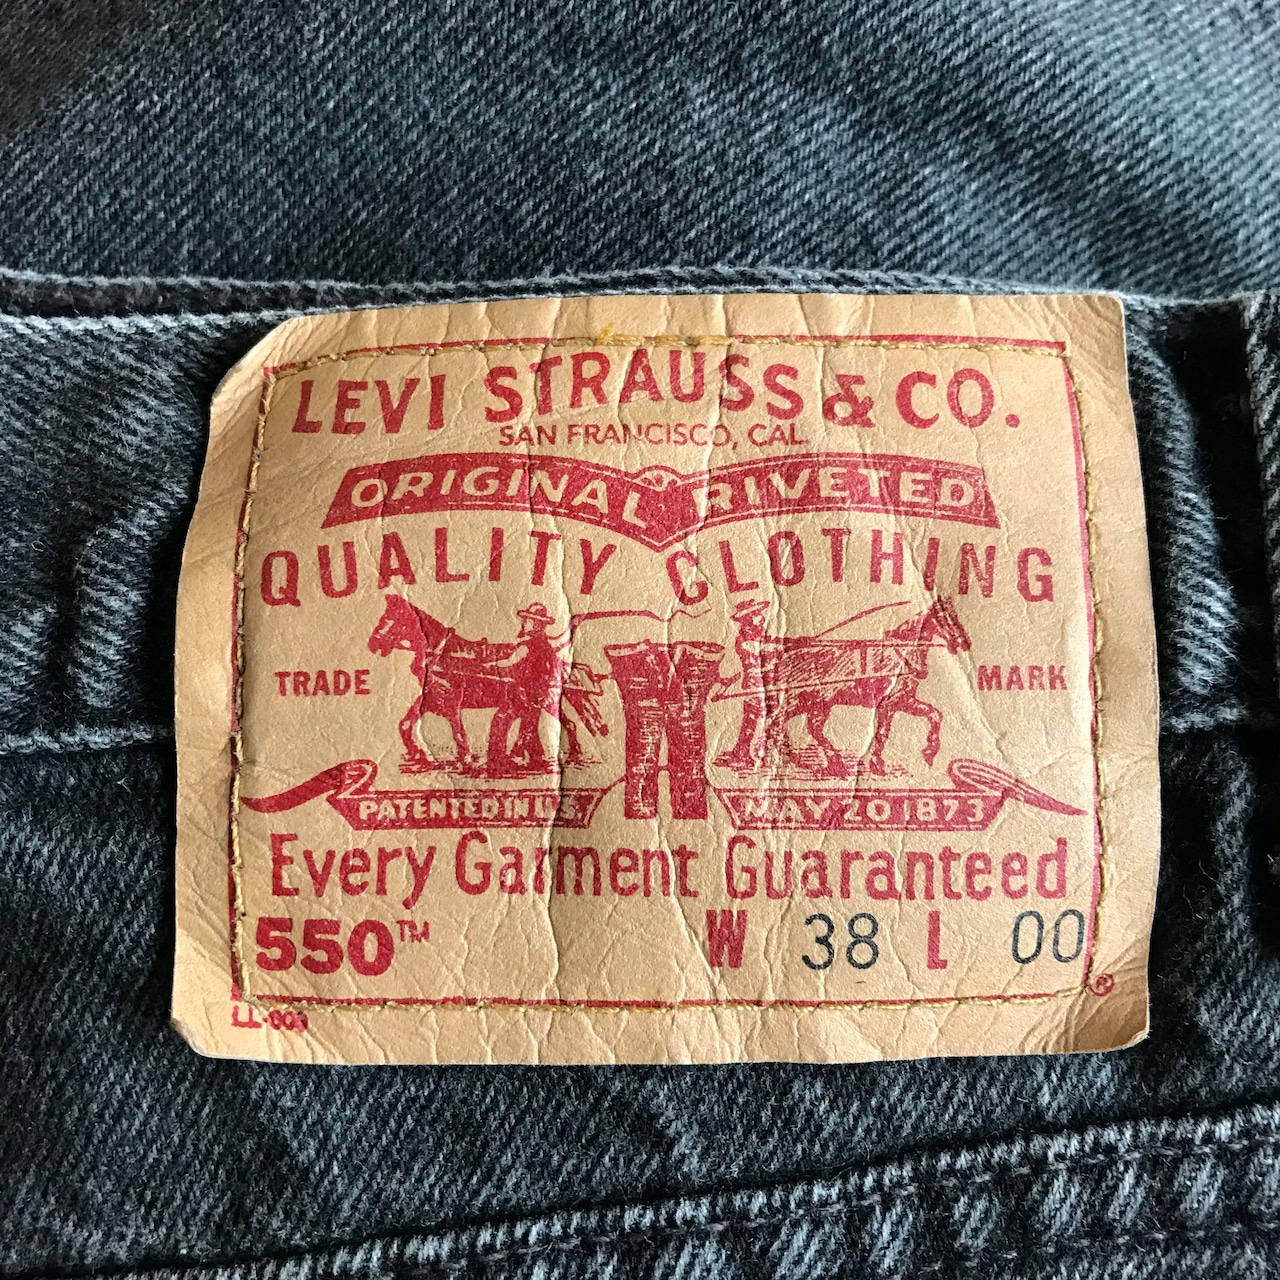 LEVI STRAUSS & CO.
SAN FRANCISCO, CAL.
ORIGINAL RIVETED
QUALITY CLOTHING
TRADE MARK
PATENTED IN U.S. MAY 20 1873
Every Garment Guaranteed
550™ W 38 L 00
®